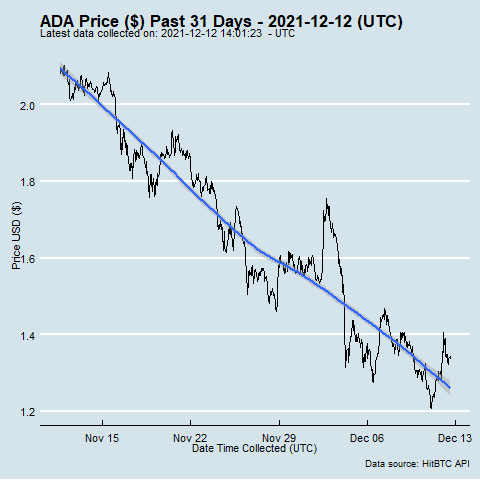 ADA Price ($) Past 31 Days - 2021-12-12 (UTC)
Latest data collected on: 2021-12-12 14:01:23  - UTC
Price USD ($)
2.0
1.8
1.6
1.4
1.2
Nov 15 Nov 22 Nov 29 Dec 06 Dec 13
Date Time Collected (UTC)
Data source: HitBTC API